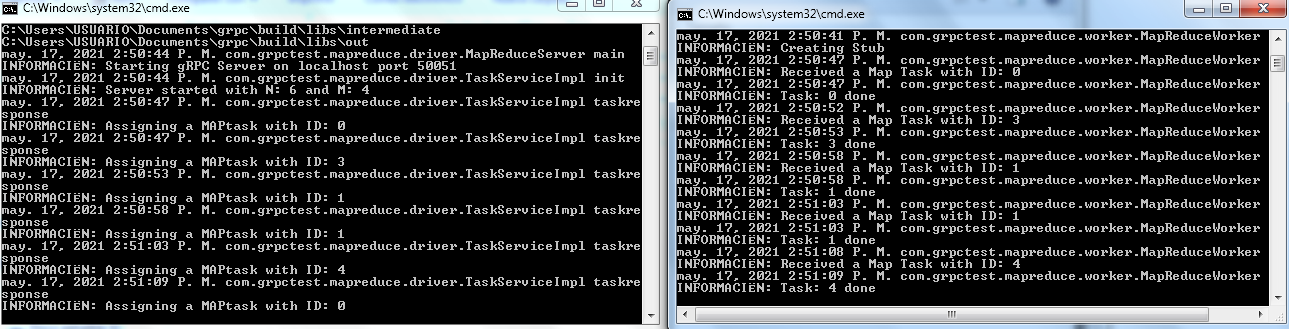 C:\Windows\system32\cmd.exe
C:\Users\USUARIO\Documents\grpc\build\libs\intermediate
C:\Users\USUARIO\Documents\grpc\build\libs\out
may. 17, 2021 2:50:44 P. M. com.grpctest.mapreduce.driver.MapReduceServer main
INFORMACIËN: Starting gRPC Server on localhost port 50051
may. 17, 2021 2:50:44 P. M. com.grpctest.mapreduce.driver.TaskServiceImpl init
INFORMACIËN: Server started with N: 6 and M: 4
may. 17, 2021 2:50:47 P. M. com.grpctest.mapreduce.driver.TaskServiceImpl taskre
sponse
INFORMACIËN: Assigning a MAPtask with ID: 0
may. 17, 2021 2:50:47 P. M. com.grpctest.mapreduce.driver.TaskServiceImpl taskre
sponse
INFORMACIËN: Assigning a MAPtask with ID: 3
may. 17, 2021 2:50:53 P. M. com.grpctest.mapreduce.driver.TaskServiceImpl taskre
sponse
INFORMACIËN: Assigning a MAPtask with ID: 1
may. 17, 2021 2:50:58 P. M. com.grpctest.mapreduce.driver.TaskServiceImpl taskre
sponse
INFORMACIËN: Assigning a MAPtask with ID: 1
may. 17, 2021 2:51:03 P. M. com.grpctest.mapreduce.driver.TaskServiceImpl taskre
sponse
INFORMACIËN: Assigning a MAPtask with ID: 4
may. 17, 2021 2:51:09 P. M. com.grpctest.mapreduce.driver.TaskServiceImpl taskre
sponse
INFORMACIËN: Assigning a MAPtask with ID: 0
C:\Windows\system32\cmd.exe
may. 17, 2021 2:50:41 P. M. com.grpctest.mapreduce.worker.MapReduceWorker
INFORMACIËN: Creating Stub
may. 17, 2021 2:50:47 P. M. com.grpctest.mapreduce.worker.MapReduceWorker
INFORMACIËN: Received a Map Task with ID: 0
may. 17, 2021 2:50:47 P. M. com.grpctest.mapreduce.worker.MapReduceWorker
INFORMACIËN: Task: 0 done
may. 17, 2021 2:50:52 P. M. com.grpctest.mapreduce.worker.MapReduceWorker
INFORMACIËN: Received a Map Task with ID: 3
may. 17, 2021 2:50:53 P. M. com.grpctest.mapreduce.worker.MapReduceWorker
INFORMACIËN: Task: 3 done
may. 17, 2021 2:50:58 P. M. com.grpctest.mapreduce.worker.MapReduceWorker
INFORMACIËN: Received a Map Task with ID: 1
may. 17, 2021 2:50:58 P. M. com.grpctest.mapreduce.worker.MapReduceWorker
INFORMACIËN: Task: 1 done
may. 17, 2021 2:51:03 P. M. com.grpctest.mapreduce.worker.MapReduceWorker
INFORMACIËN: Received a Map Task with ID: 1
may. 17, 2021 2:51:03 P. M. com.grpctest.mapreduce.worker.MapReduceWorker
INFORMACIËN: Task: 1 done
may. 17, 2021 2:51:08 P. M. com.grpctest.mapreduce.worker.MapReduceWorker
INFORMACIËN: Received a Map Task with ID: 4
may. 17, 2021 2:51:09 P. M. com.grpctest.mapreduce.worker.MapReduceWorker
INFORMACIËN: Task: 4 done